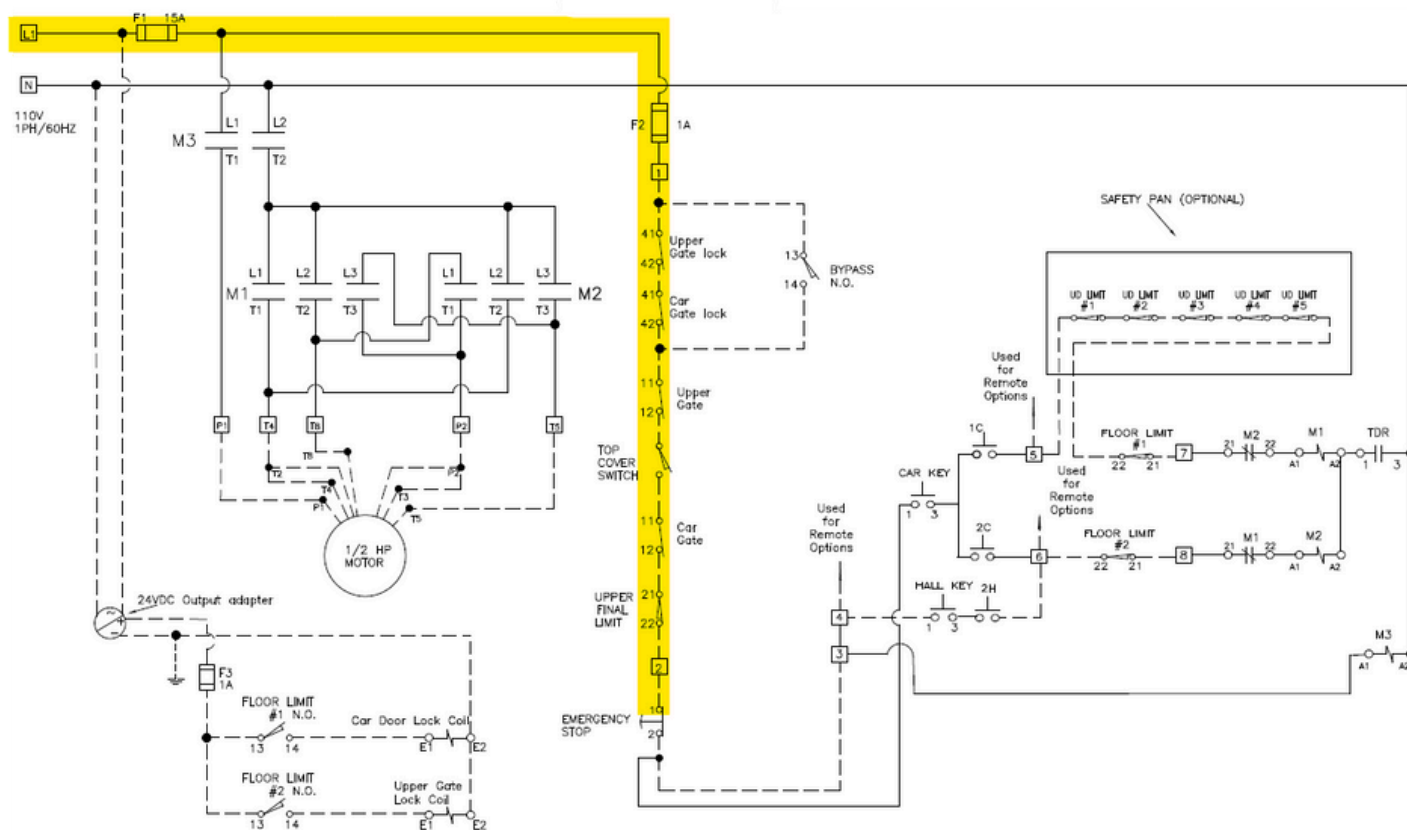 F1 15A
L1
N
110V
1PH/60HZ
L1 L2
M3
T1 T2
F2 1A
1
SAFETY PAN (OPTIONAL)
41 Upper
Gate lock
42
13
BYPASS
14 N.O.
L1 L2 L3 L1 L2 L3
M1 M2
T1 T2 T3 T1 T2 T3
41 Car
Gate lock
42
UD LIMIT UD LIMIT UD LIMIT UD LIMIT UD LIMIT
#1 #2 #3 #4 #5
Used
for
Remote
Options
11 Upper
Gate
12
P1 T4 T8 P2 T5
1C
5
FLOOR LIMIT
#1
22 21
7
M2
21 22
M1
A1 A2
TDR
1 3
TOP
COVER
SWITCH
T8
T2 P2
T4 T3
P1 T5
1/2 HP
MOTOR
CAR KEY
1 3
Used
for
Remote
Options
11 Car
Gate
12
Used
for
Remote
Options
2C
6
FLOOR LIMIT
#2
22 21
8
M1
21 22
M2
A1 A2
24VDC Output adapter
~
+
-
UPPER
FINAL
LIMIT
21
22
HALL KEY 2H
4
1 3
3
M3
A1 A2
2
F3
1A
FLOOR LIMIT
#1 N.O.
13 14
Car Door Lock Coil
E1 E2
EMERGENCY
STOP
1
2
FLOOR LIMIT
#2 N.O.
13 14
Upper Gate
Lock Coil
E1 E2